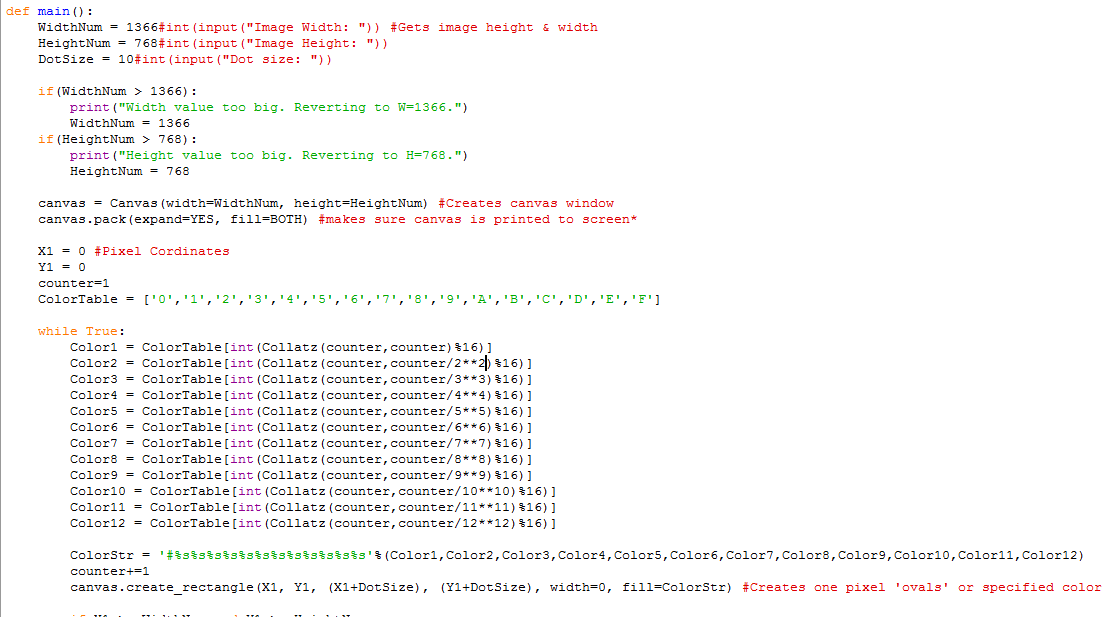 def main():
    WidthNum = 1366#int(input("Image Width: ")) #Gets image height & width
    HeightNum = 768#int(input("Image Height: "))
    DotSize = 10#int(input("Dot size: "))

    if(WidthNum > 1366):
        print("Width value too big. Reverting to W=1366.")
        WidthNum = 1366
    if(HeightNum > 768):
        print("Height value too big. Reverting to H=768.")
        HeightNum = 768

    canvas = Canvas(width=WidthNum, height=HeightNum) #Creates canvas window
    canvas.pack(expand=YES, fill=BOTH) #makes sure canvas is printed to screen*

    X1 = 0 #Pixel Cordinates
    Y1 = 0
    counter=1
    ColorTable = ['0','1','2','3','4','5','6','7','8','9','A','B','C','D','E','F']

    while True:
        Color1 = ColorTable[int(Collatz(counter,counter)%16)]
        Color2 = ColorTable[int(Collatz(counter,counter/2**2)%16)]
        Color3 = ColorTable[int(Collatz(counter,counter/3**3)%16)]
        Color4 = ColorTable[int(Collatz(counter,counter/4**4)%16)]
        Color5 = ColorTable[int(Collatz(counter,counter/5**5)%16)]
        Color6 = ColorTable[int(Collatz(counter,counter/6**6)%16)]
        Color7 = ColorTable[int(Collatz(counter,counter/7**7)%16)]
        Color8 = ColorTable[int(Collatz(counter,counter/8**8)%16)]
        Color9 = ColorTable[int(Collatz(counter,counter/9**9)%16)]
        Color10 = ColorTable[int(Collatz(counter,counter/10**10)%16)]
        Color11 = ColorTable[int(Collatz(counter,counter/11**11)%16)]
        Color12 = ColorTable[int(Collatz(counter,counter/12**12)%16)]

        ColorStr = '#%s%s%s%s%s%s%s%s%s%s%s%s'%(Color1,Color2,Color3,Color4,Color5,Color6,Color7,Color8,Color9,Color10,Color11,Color12)
        counter+=1
        canvas.create_rectangle(X1, Y1, (X1+DotSize), (Y1+DotSize), width=0, fill=ColorStr) #Creates one pixel 'ovals' or specified color